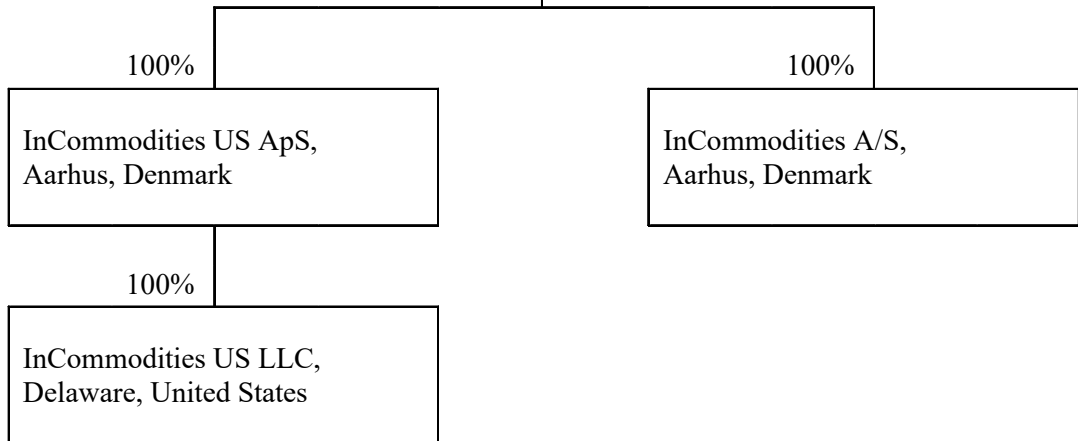 100%
100%
InCommodities US ApS,
Aarhus, Denmark
InCommodities A/S,
Aarhus, Denmark
100%
InCommodities US LLC,
Delaware, United States